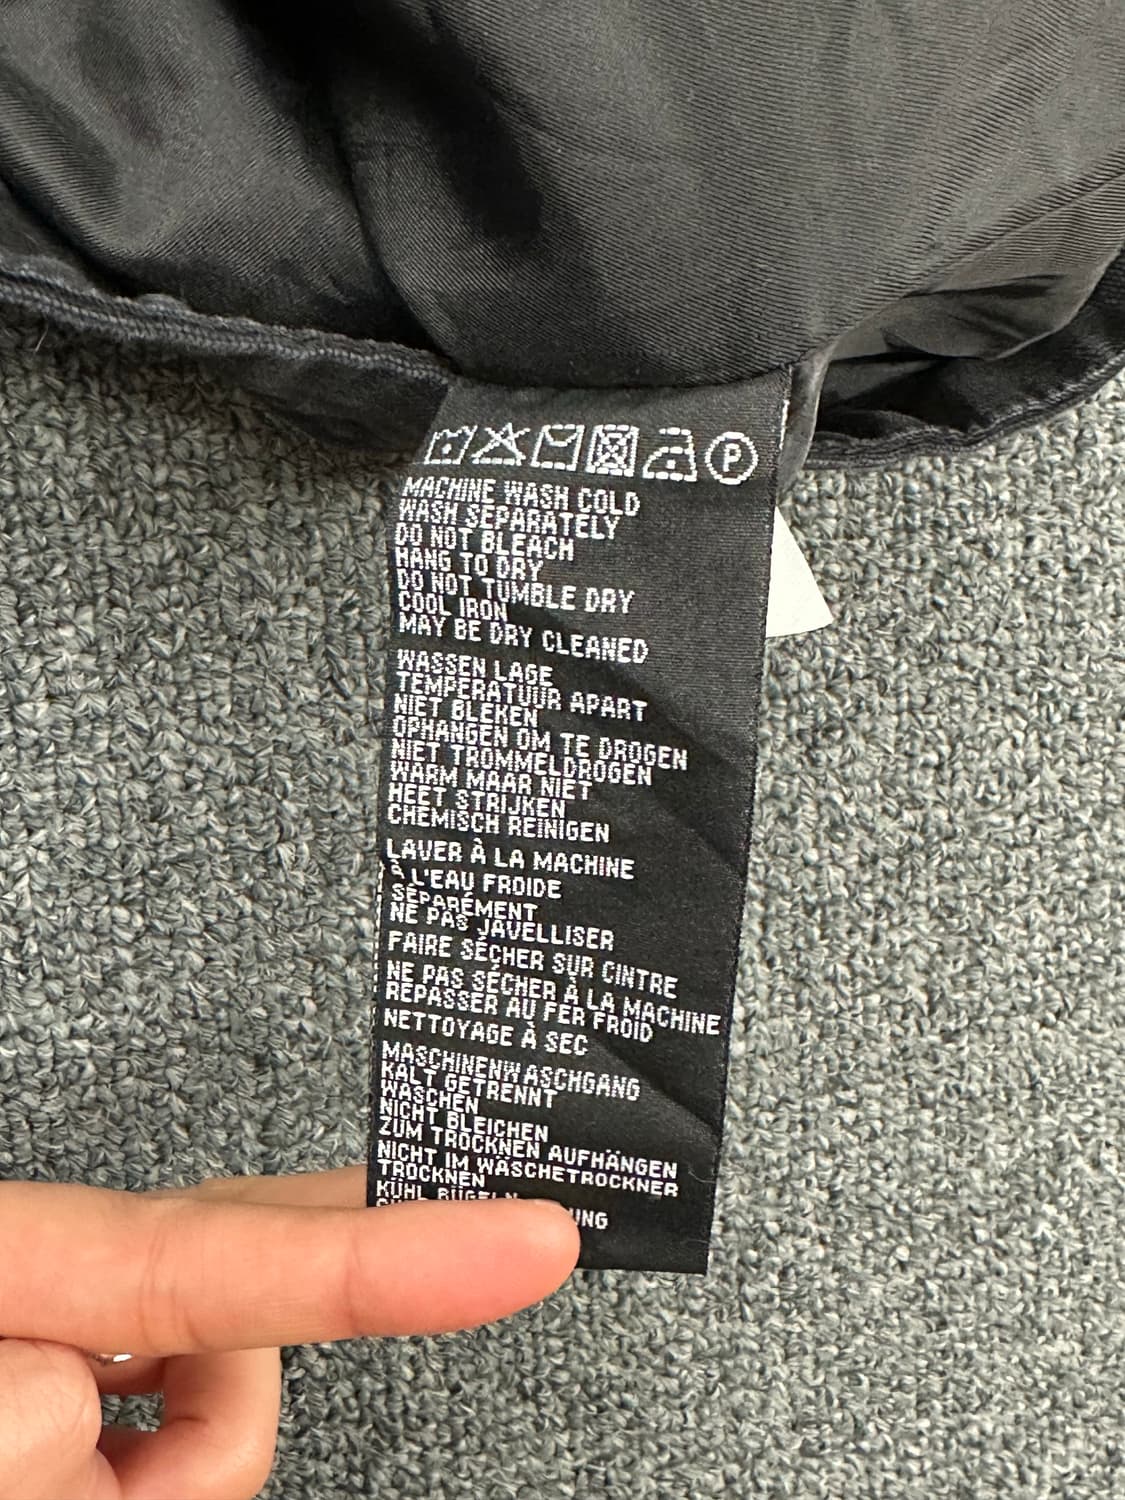 P
MACHINE WASH COLD
WASH SEPARATELY
DO NOT BLEACH
HANG TO DRY
DO NOT TUMBLE DRY
COOL IRON
MAY BE DRY CLEANED
WASSEN LAGE
TEMPERATUUR APART
NIET BLEKEN
OPHANGEN OM TE DROGEN
NIET TROMMELDROGEN
WARM MAAR NIET
HEET STRIJKEN
CHEMISCH REINIGEN
LAVER À LA MACHINE
À L'EAU FROIDE
SÉPARÉMENT
NE PAS JAVELLISER
FAIRE SÉCHER SUR CINTRE
NE PAS SÉCHER À LA MACHINE
REPASSER AU FER FROID
NETTOYAGE À SEC
MASCHINENWASCHGANG
KALT GETRENNT
WASCHEN
NICHT BLEICHEN
ZUM TROCKNEN AUFHÄNGEN
NICHT IM WÄSCHETROCKNER
TROCKNEN
KÜHL BÜGELN